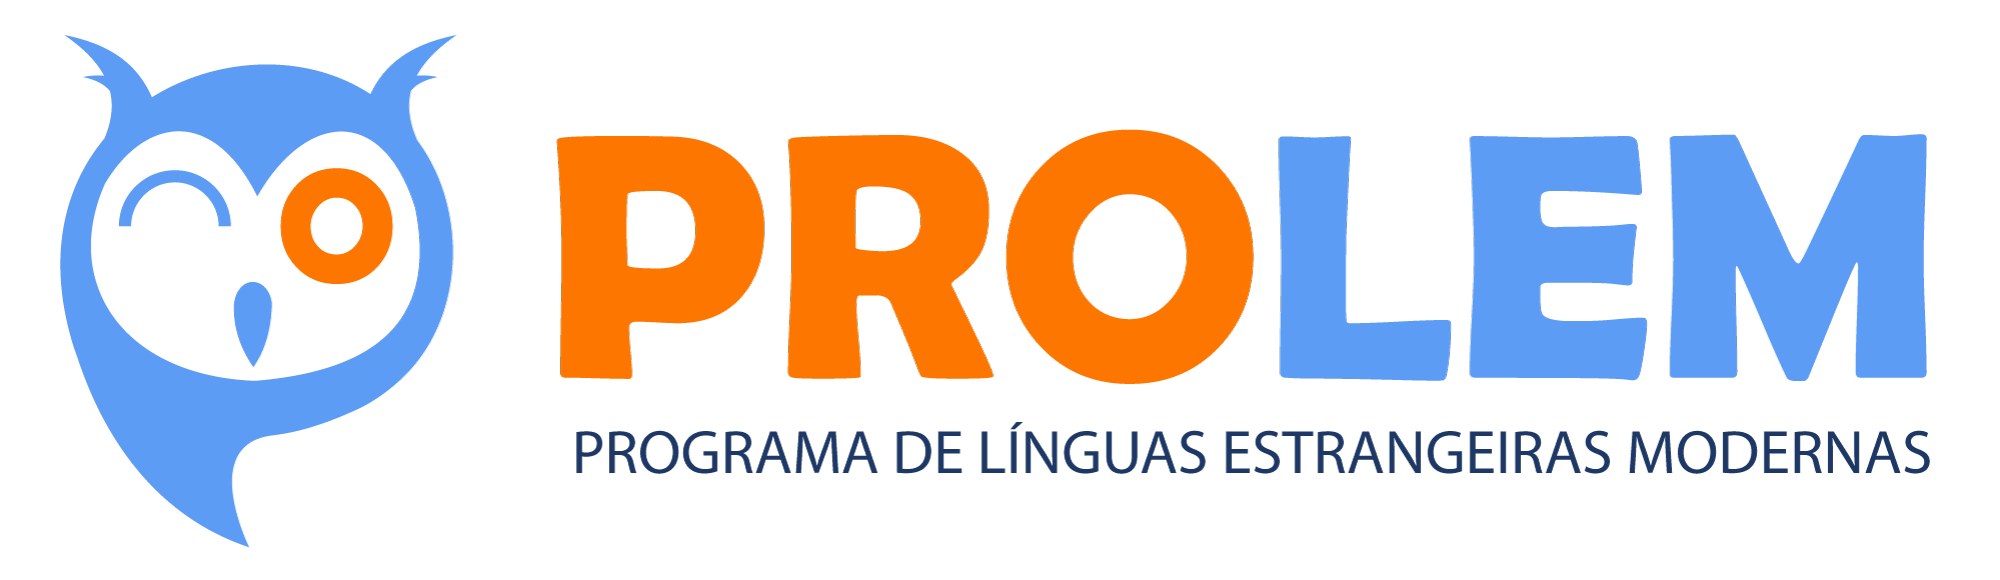 PROLEM
PROGRAMA DE LÍNGUAS ESTRANGEIRAS MODERNAS